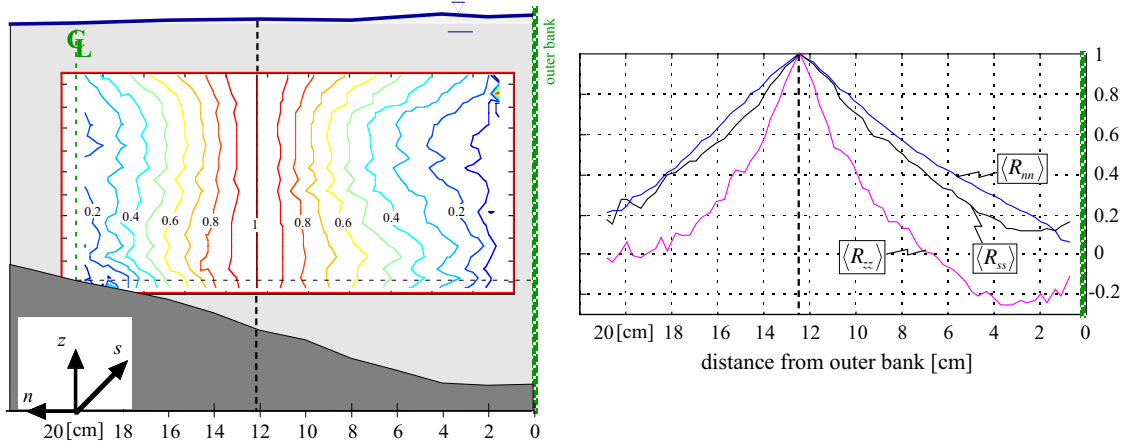 ℄
outer bank
0.2
0.4
0.6
0.8
1
0.8
0.6
0.4
0.2
z
s
n
20 [cm] 18 16 14 12 10 8 6 4 2 0
1
0.8
0.6
0.4
0.2
0
-0.2
⟨Rnn⟩
⟨Rzz⟩
⟨Rss⟩
20 [cm] 18 16 14 12 10 8 6 4 2 0
distance from outer bank [cm]